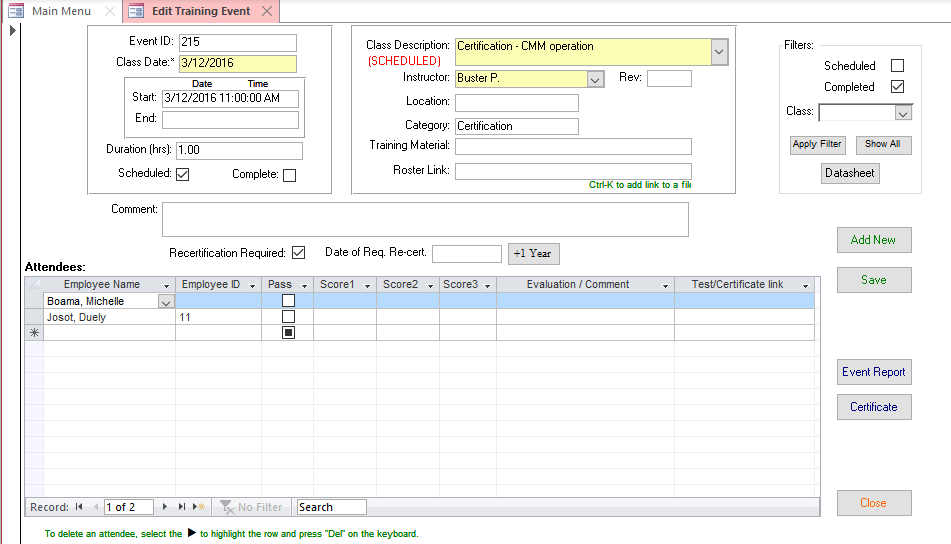 Main Menu
Edit Training Event
Event ID: 215
Class Date:* 3/12/2016
Date Time
Start: 3/12/2016 11:00:00 AM
End:
Duration (hrs): 1.00
Scheduled: Complete:
Class Description: Certification - CMM operation
(SCHEDULED)
Instructor: Buster P. Rev:
Location:
Category: Certification
Training Material:
Roster Link:
Ctrl-K to add link to a file
Filters:
Scheduled
Completed
Class:
Apply Filter Show All
Datasheet
Comment:
Recertification Required: Date of Req. Re-cert. +1 Year
Add New
Save
Event Report
Certificate
Close
Attendees:
Employee Name Employee ID Pass Score1 Score2 Score3 Evaluation / Comment Test/Certificate link
Boama, Michelle
Josot, Duely 11
Record: 1 of 2 No Filter Search
To delete an attendee, select the ► to highlight the row and press "Del" on the keyboard.